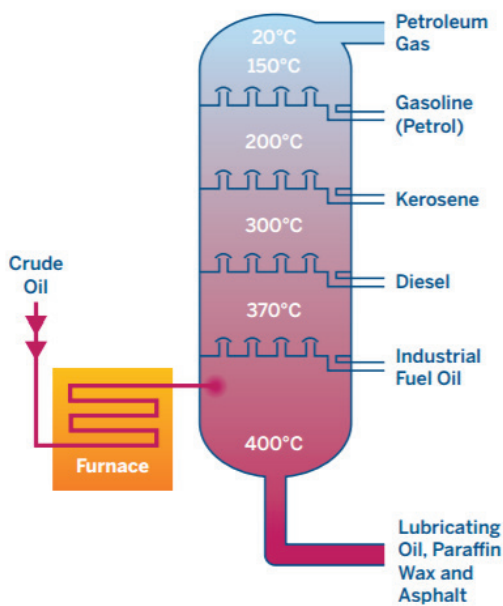 20°C
Petroleum
Gas
150°C
Gasoline
(Petrol)
200°C
Kerosene
300°C
Crude
Oil
Diesel
370°C
Industrial
Fuel Oil
400°C
Furnace
Lubricating
Oil, Paraffin
Wax and
Asphalt